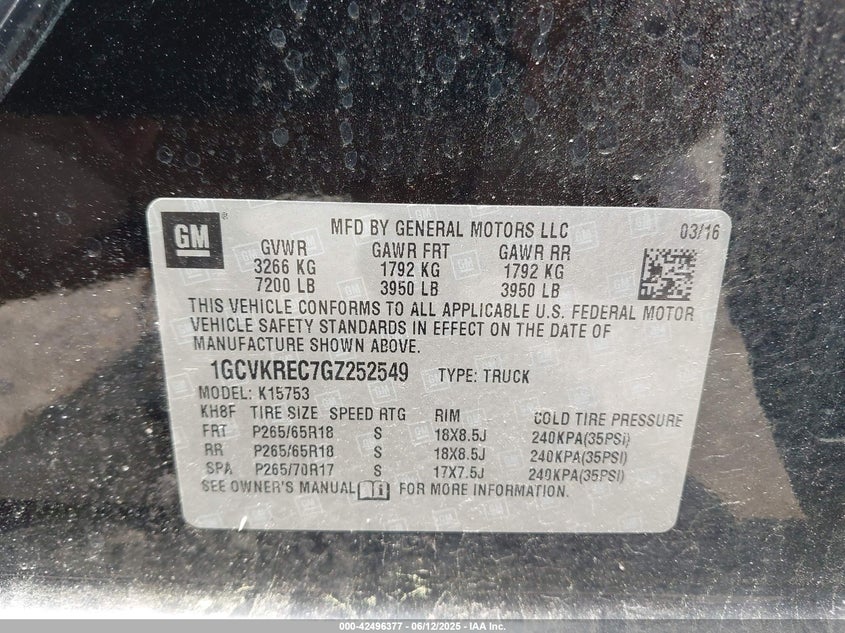 GM ®
MFD BY GENERAL MOTORS LLC 03/16
GVWR GAWR FRT GAWR RR
3266 KG 1792 KG 1792 KG
7200 LB 3950 LB 3950 LB
THIS VEHICLE CONFORMS TO ALL APPLICABLE U.S. FEDERAL MOTOR
VEHICLE SAFETY STANDARDS IN EFFECT ON THE DATE OF
MANUFACTURE SHOWN ABOVE.
1GCVKREC7GZ252549 TYPE: TRUCK
MODEL: K15753
KH8F TIRE SIZE SPEED RTG RIM COLD TIRE PRESSURE
FRT P265/65R18 S 18X8.5J 240KPA(35PSI)
RR P265/65R18 S 18X8.5J 240KPA(35PSI)
SPA P265/70R17 S 17X7.5J 240KPA(35PSI)
SEE OWNER'S MANUAL FOR MORE INFORMATION.
000-42496377 - 06/12/2025 - IAA Inc.